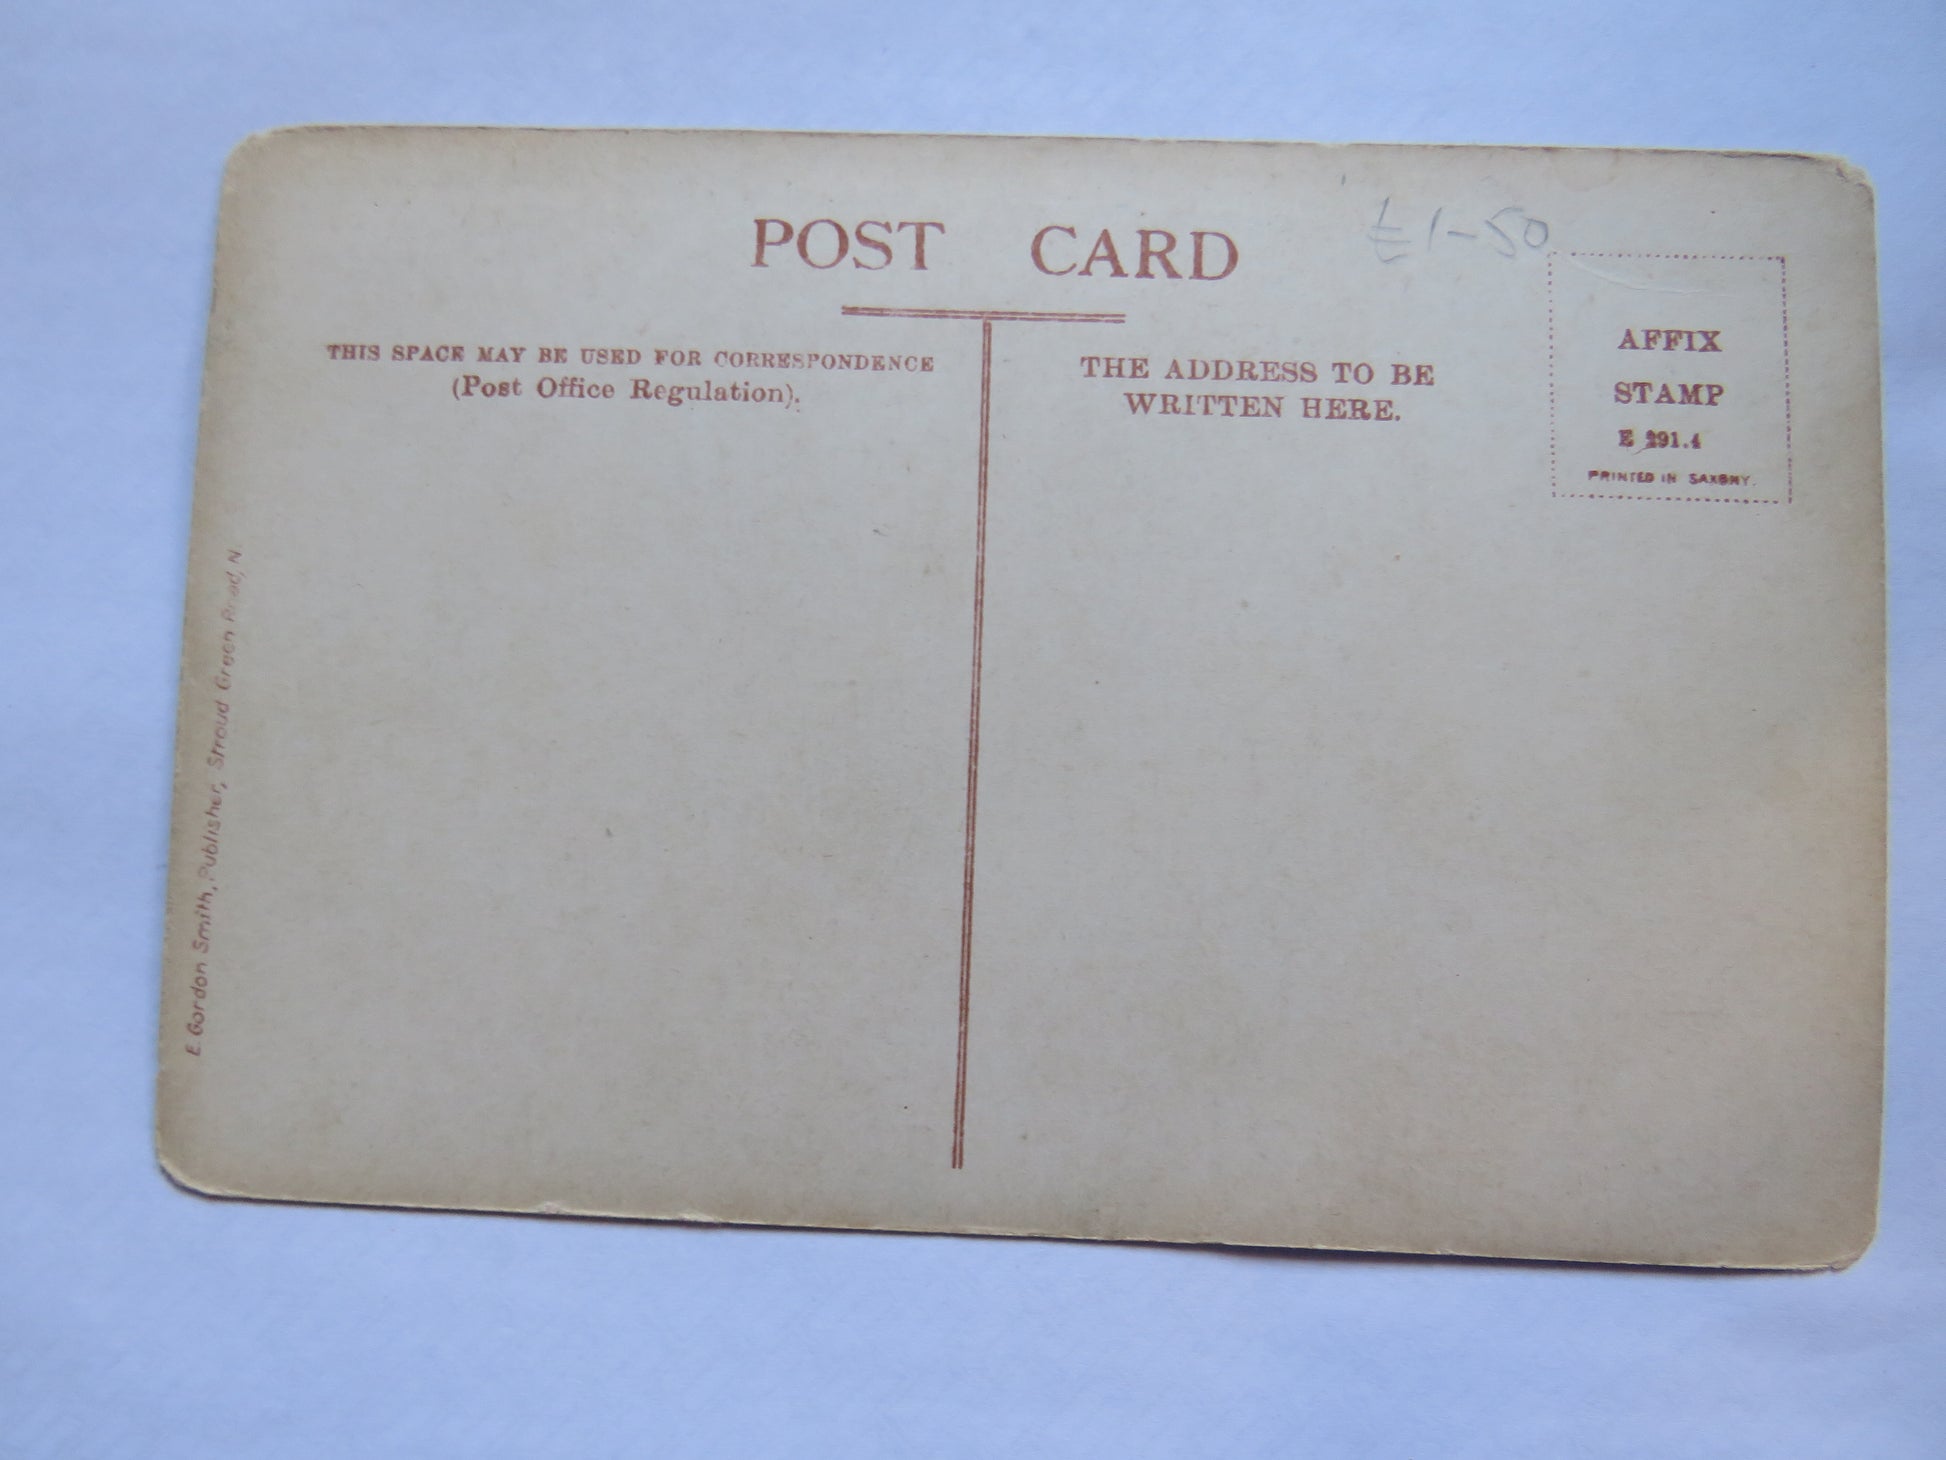 POST CARD
£1-50
THIS SPACE MAY BE USED FOR CORRESPONDENCE
(Post Office Regulation).
THE ADDRESS TO BE
WRITTEN HERE.
AFFIX
STAMP
E 291.4
PRINTED IN SAXONY.
E. Gordon Smith, Publisher, Stroud Green Road, N.